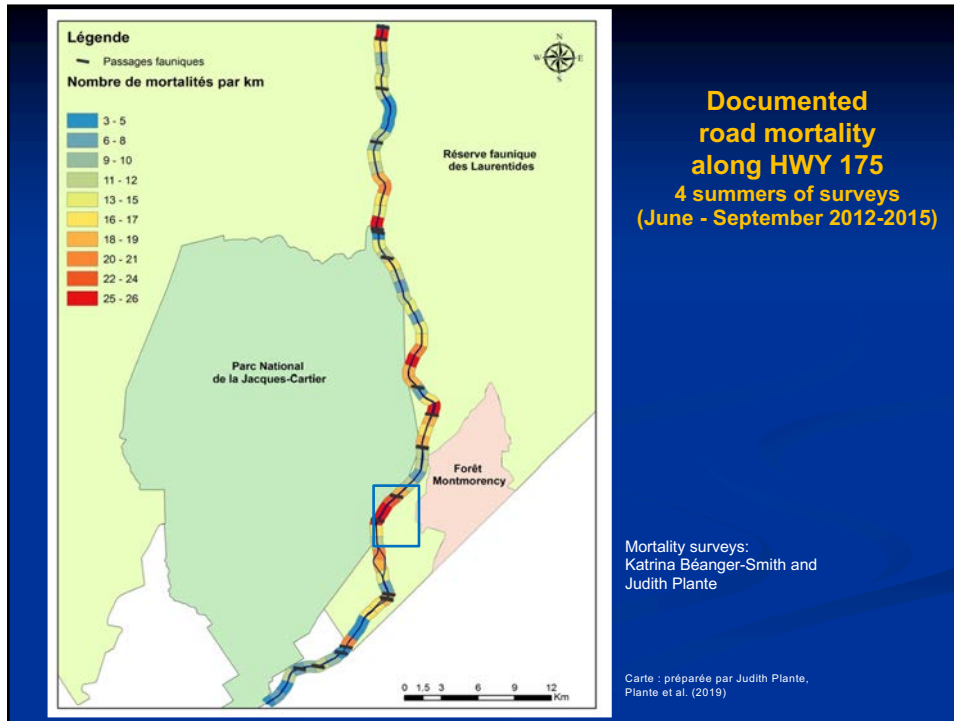 Légende
Passages fauniques
Nombre de mortalités par km
3 - 5
6 - 8
9 - 10
11 - 12
13 - 15
16 - 17
18 - 19
20 - 21
22 - 24
25 - 26
N
W E
S
Réserve faunique
des Laurentides
Parc National
de la Jacques-Cartier
Forêt
Montmorency
0 1.5 3 6 9 12
Km
Documented
road mortality
along HWY 175
4 summers of surveys
(June - September 2012-2015)
Mortality surveys:
Katrina Béanger-Smith and
Judith Plante
Carte : préparée par Judith Plante,
Plante et al. (2019)